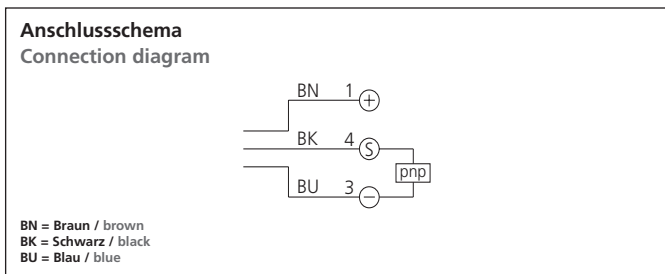 Anschlussschema
Connection diagram
BN 1 +
BK 4 S
pnp
BU 3 −
BN = Braun / brown
BK = Schwarz / black
BU = Blau / blue